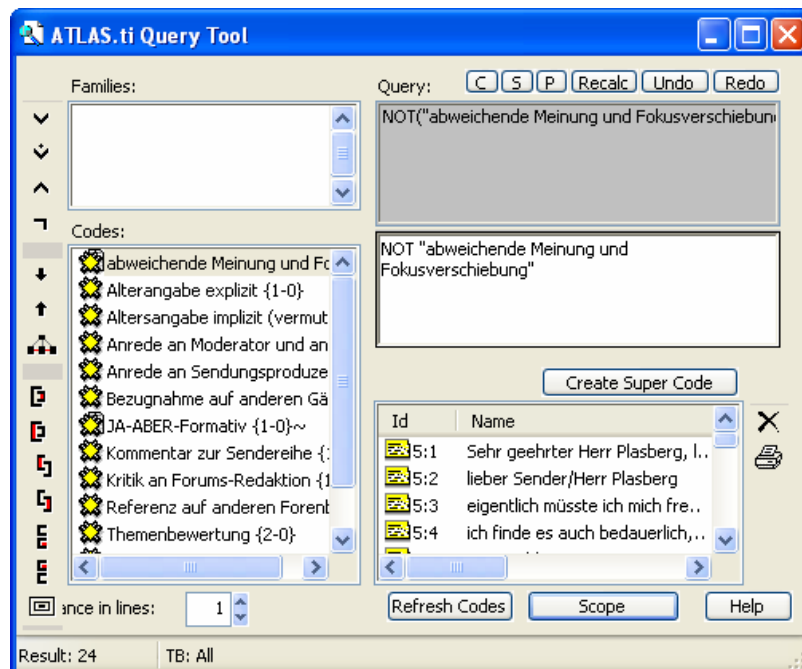 ATLAS.ti Query Tool
Families:
Query:
C S P Recalc Undo Redo
NOT("abweichende Meinung und Fokusverschiebun
Codes:
abweichende Meinung und Fo
Alterangabe explizit {1-0}
Altersangabe implizit (vermut
Anrede an Moderator und an
Anrede an Sendungsproduze
Bezugnahme auf anderen Gä
JA-ABER-Formativ {1-0}~
Kommentar zur Sendereihe {
Kritik an Forums-Redaktion {1
Referenz auf anderen Foren
Themenbewertung {2-0}
NOT "abweichende Meinung und
Fokusverschiebung"
Create Super Code
Id Name
5:1 Sehr geehrter Herr Plasberg, l..
5:2 lieber Sender/Herr Plasberg
5:3 eigentlich müsste ich mich fre..
5:4 ich finde es auch bedauerlich,..
ance in lines: 1
Refresh Codes Scope Help
Result: 24 TB: All